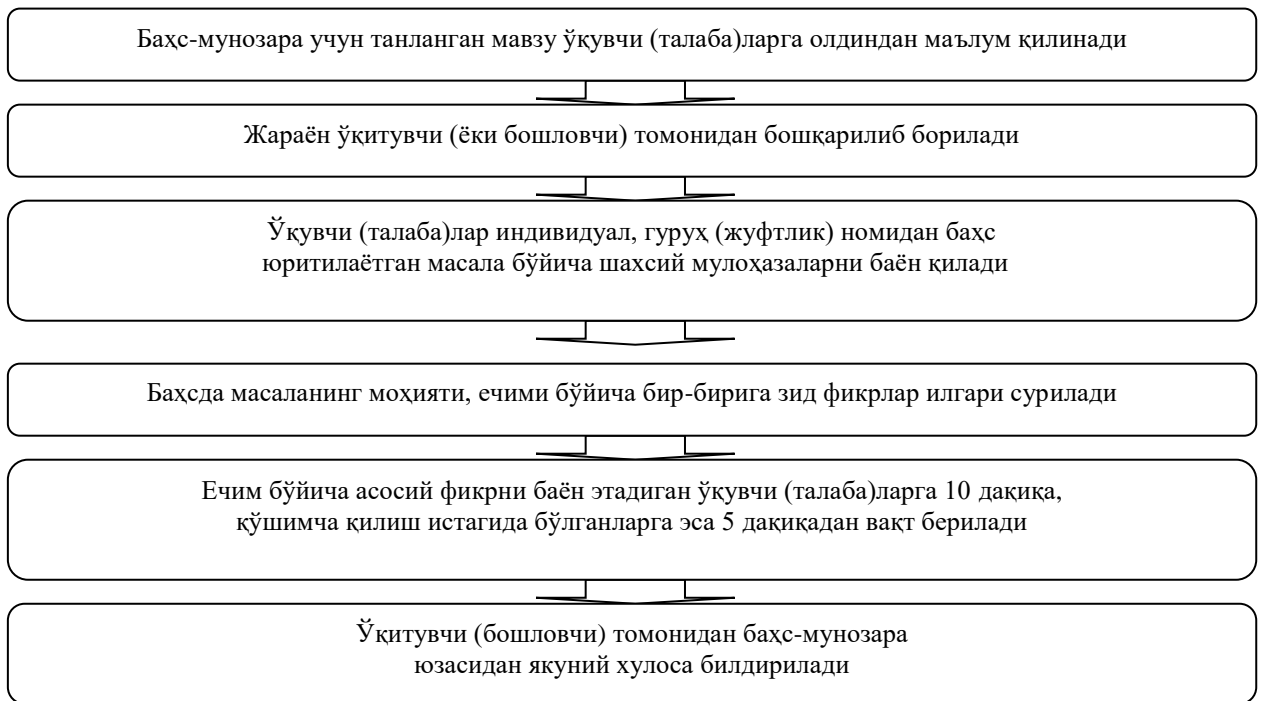 Баҳс-мунозара учун танланган мавзу ўқувчи (талаба)ларга олдиндан маълум қилинади
Жараён ўқитувчи (ёки бошловчи) томонидан бошқарилиб борилади
Ўқувчи (талаба)лар индивидуал, гуруҳ (жуфтлик) номидан баҳс
юритилаётган масала бўйича шахсий мулоҳазаларни баён қилади
Баҳсда масаланинг моҳияти, ечими бўйича бир-бирига зид фикрлар илгари сурилади
Ечим бўйича асосий фикрни баён этадиган ўқувчи (талаба)ларга 10 дақиқа,
қўшимча қилиш истагида бўлганларга эса 5 дақиқадан вақт берилади
Ўқитувчи (бошловчи) томонидан баҳс-мунозара
юзасидан якуний хулоса билдирилади